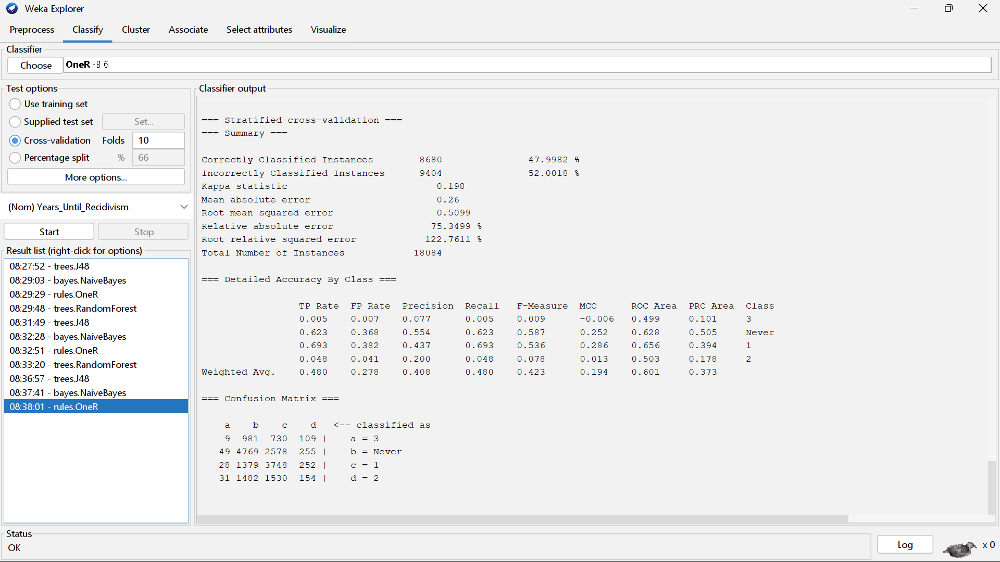 Weka Explorer
Preprocess Classify Cluster Associate Select attributes Visualize
Classifier
Choose OneR -B 6
Test options
Use training set
Supplied test set Set...
Cross-validation Folds 10
Percentage split % 66
More options...
(Nom) Years_Until_Recidivism
Start Stop
Result list (right-click for options)
08:27:52 - trees.J48
08:29:03 - bayes.NaiveBayes
08:29:29 - rules.OneR
08:29:48 - trees.RandomForest
08:31:49 - trees.J48
08:32:28 - bayes.NaiveBayes
08:32:51 - rules.OneR
08:33:20 - trees.RandomForest
08:36:57 - trees.J48
08:37:41 - bayes.NaiveBayes
08:38:01 - rules.OneR
Classifier output
=== Stratified cross-validation ===
=== Summary ===
Correctly Classified Instances 8680 47.9982 %
Incorrectly Classified Instances 9404 52.0018 %
Kappa statistic 0.198
Mean absolute error 0.26
Root mean squared error 0.5099
Relative absolute error 75.3499 %
Root relative squared error 122.7611 %
Total Number of Instances 18084
=== Detailed Accuracy By Class ===
TP Rate FP Rate Precision Recall F-Measure MCC ROC Area PRC Area Class
0.005 0.007 0.077 0.005 0.009 -0.006 0.499 0.101 3
0.623 0.368 0.554 0.623 0.587 0.252 0.628 0.505 Never
0.693 0.382 0.437 0.693 0.536 0.286 0.656 0.394 1
0.048 0.041 0.200 0.048 0.078 0.013 0.503 0.178 2
Weighted Avg. 0.480 0.278 0.408 0.480 0.423 0.194 0.601 0.373
=== Confusion Matrix ===
a b c d <-- classified as
9 981 730 109 | a = 3
49 4769 2578 255 | b = Never
28 1379 3748 252 | c = 1
31 1482 1530 154 | d = 2
Status
OK
Log x 0